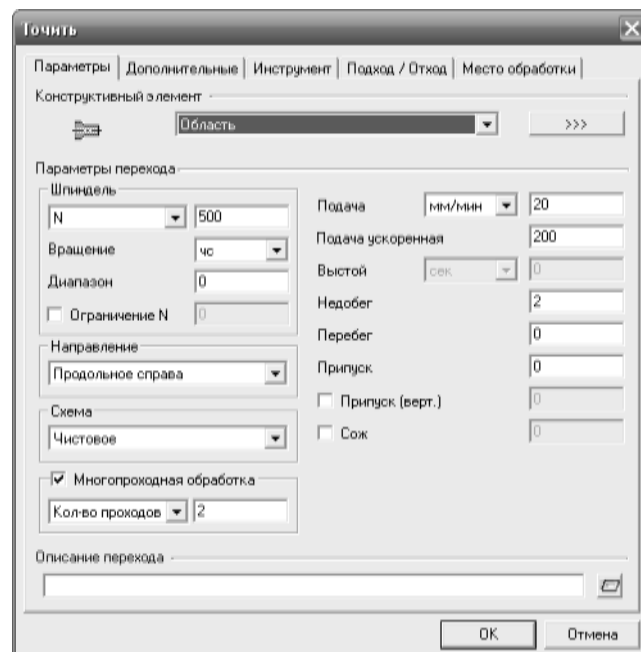 Точить
Параметры Дополнительные Инструмент Подход / Отход Место обработки
Конструктивный элемент
Область >>>
Параметры перехода
Шпиндель
N 500
Вращение чс
Диапазон 0
Ограничение N 0
Направление
Продольное справа
Схема
Чистовое
Многопроходная обработка
Кол-во проходов 2
Подача мм/мин 20
Подача ускоренная 200
Выстой сек 0
Недобег 2
Перебег 0
Припуск 0
Припуск (верт.) 0
Сож 0
Описание перехода
OK Отмена